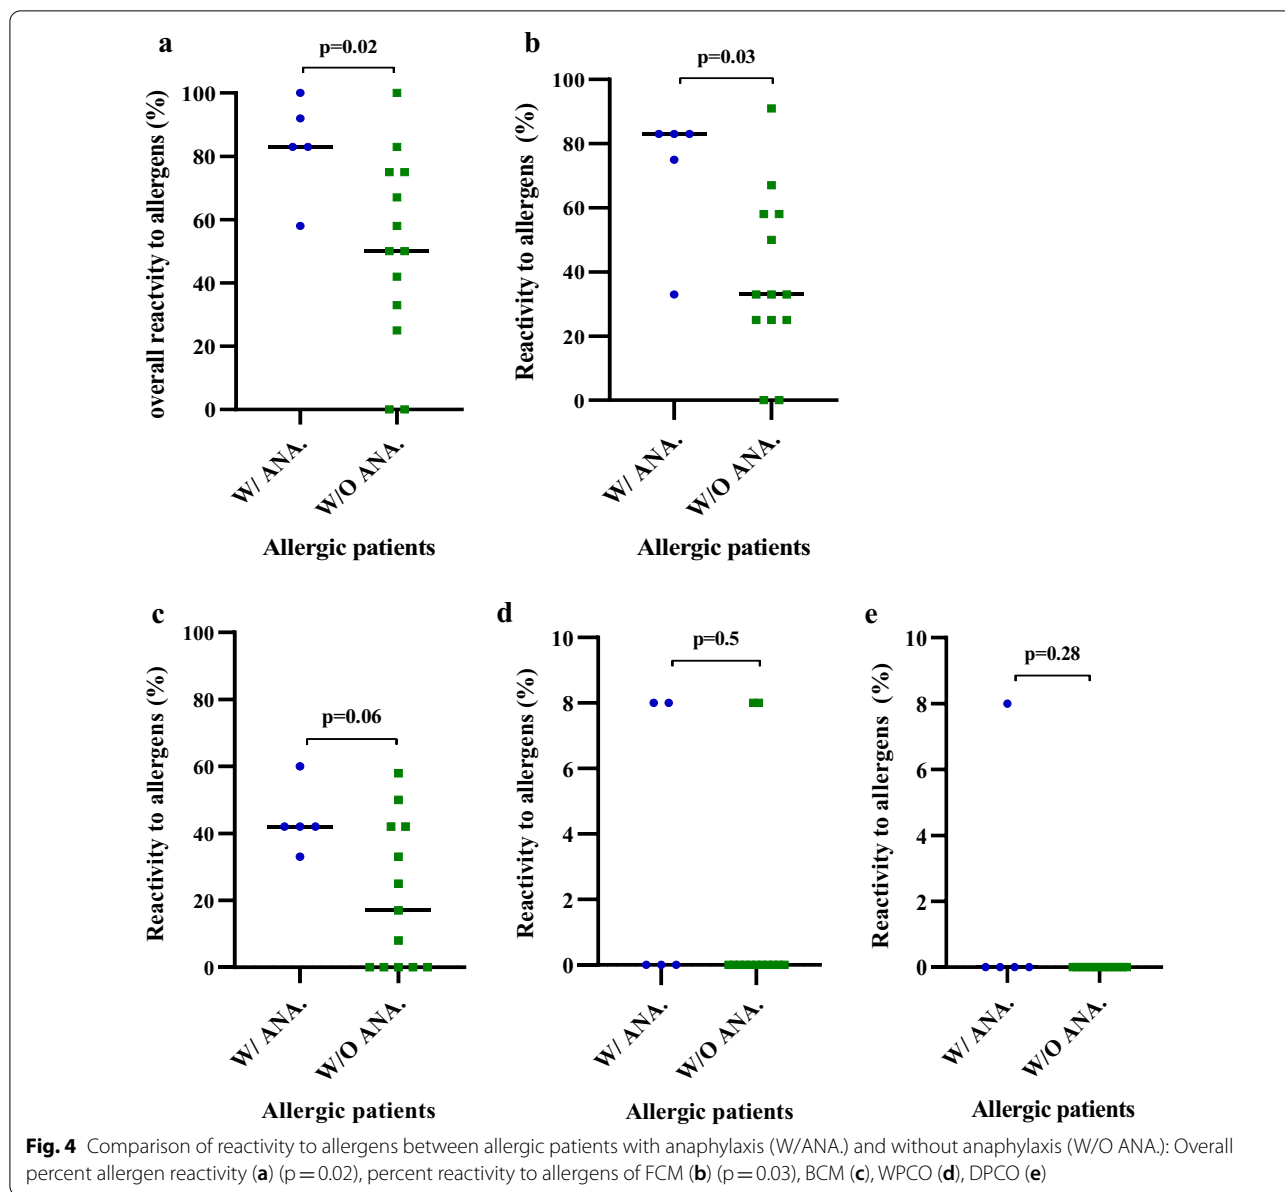 a
p=0.02
overall reactvity to allergens (%)
100
80
60
40
20
0
W/ ANA.
W/O ANA.
Allergic patients
b
p=0.03
Reactivity to allergens (%)
100
80
60
40
20
0
W/ ANA.
W/O ANA.
Allergic patients
c
p=0.06
Reactivity to allergens (%)
100
80
60
40
20
0
W/ ANA.
W/O ANA.
Allergic patients
d
p=0.5
Reactivity to allergens (%)
10
8
6
4
2
0
W/ ANA.
W/O ANA.
Allergic patients
e
p=0.28
Reactivity to allergens (%)
10
8
6
4
2
0
W/ ANA.
W/O ANA.
Allergic patients
Fig. 4 Comparison of reactivity to allergens between allergic patients with anaphylaxis (W/ANA.) and without anaphylaxis (W/O ANA.): Overall
percent allergen reactivity (a) (p = 0.02), percent reactivity to allergens of FCM (b) (p = 0.03), BCM (c), WPCO (d), DPCO (e)